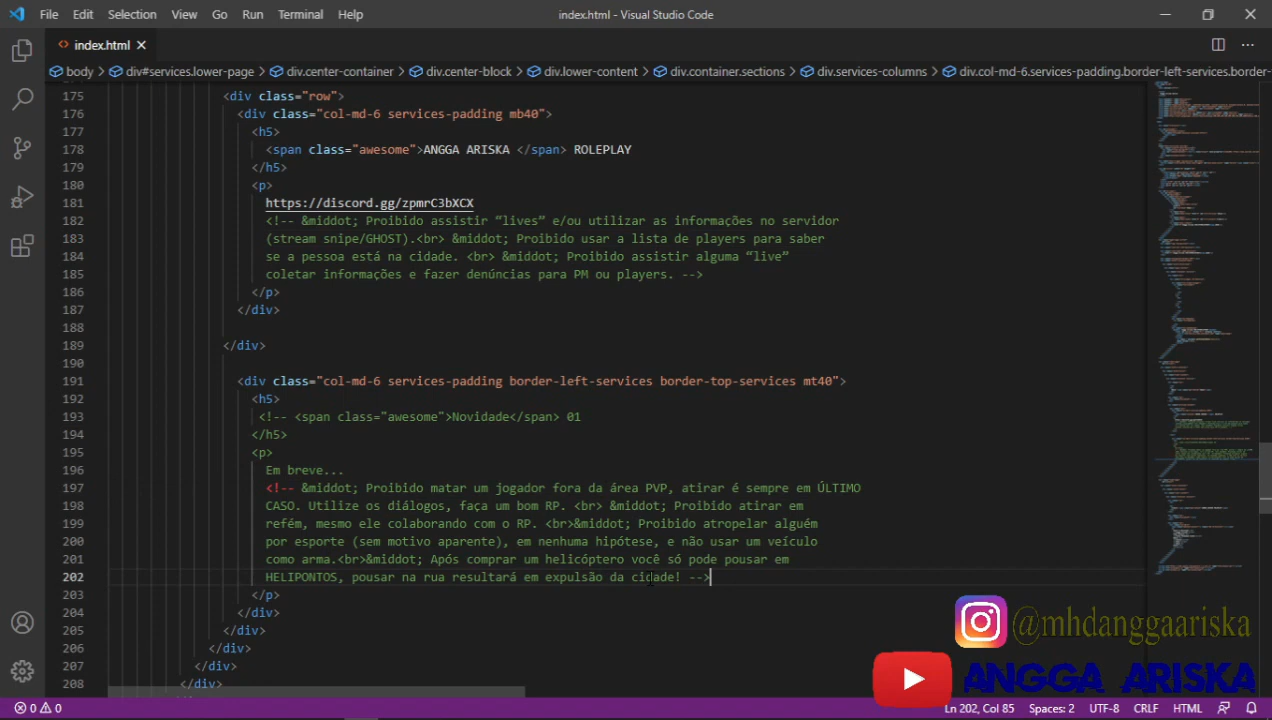 File Edit Selection View Go Run Terminal Help index.html - Visual Studio Code
index.html
body > div#services.lower-page > div.center-container > div.center-block > div.lower-content > div.container.sections > div.services-columns > div.col-md-6.services-padding.border-left-services.border-
175 <div class="row">
176 <div class="col-md-6 services-padding mb40">
177 <h5>
178 <span class="awesome">ANGGA ARISKA </span> ROLEPLAY
179 </h5>
180 <p>
181 https://discord.gg/zpmrC3bXCX
182 <!-- &middot; Proibido assistir “lives” e/ou utilizar as informações no servidor
183 (stream snipe/GHOST).<br> &middot; Proibido usar a lista de players para saber
184 se a pessoa está na cidade. <br> &middot; Proibido assistir alguma “live”
185 coletar informações e fazer denúncias para PM ou players. -->
186 </p>
187 </div>
188
189 </div>
190
191 <div class="col-md-6 services-padding border-left-services border-top-services mt40">
192 <h5>
193 <!-- <span class="awesome">Novidade</span> 01
194 </h5>
195 <p>
196 Em breve...
197 <!-- &middot; Proibido matar um jogador fora da área PVP, atirar é sempre em ÚLTIMO
198 CASO. Utilize os diálogos, faça um bom RP. <br> &middot; Proibido atirar em
199 refém, mesmo ele colaborando com o RP. <br>&middot; Proibido atropelar alguém
200 por esporte (sem motivo aparente), em nenhuma hipótese, e não usar um veículo
201 como arma.<br>&middot; Após comprar um helicóptero você só pode pousar em
202 HELIPONTOS, pousar na rua resultará em expulsão da cidade! -->
203 </p>
204 </div>
205 </div>
206 </div>
207 </div>
208 </div>
@mhdanggaariska
ANGGA ARISKA
0 0 Ln 202, Col 85 Spaces: 2 UTF-8 CRLF HTML